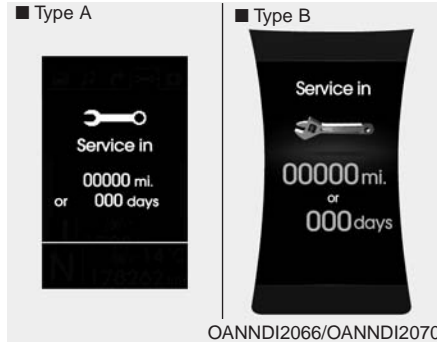 ■ Type A
Service in
00000 mi.
or 000 days
■ Type B
Service in
00000 mi.
or
000 days
OANNDI2066/OANNDI2070